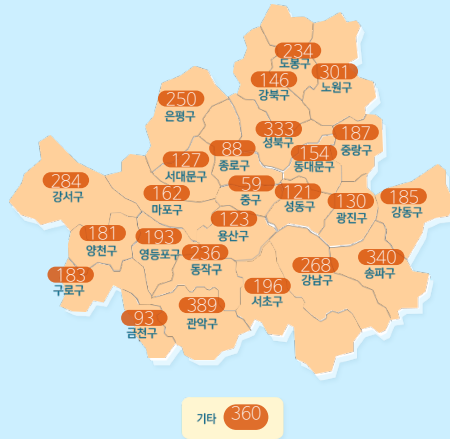 234
도봉구
301
노원구
146
강북구
250
은평구
333
성북구
187
중랑구
88
종로구
154
동대문구
127
서대문구
284
강서구
162
마포구
59
중구
121
성동구
130
광진구
185
강동구
123
용산구
181
양천구
193
영등포구
236
동작구
340
송파구
268
강남구
183
구로구
196
서초구
389
관악구
93
금천구
기타 360